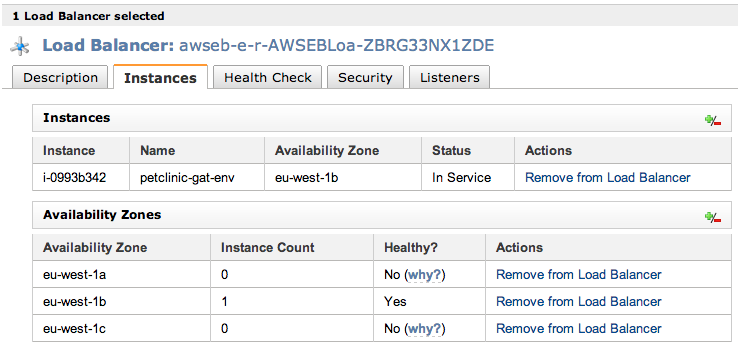 1 Load Balancer selected
Load Balancer: awseb-e-r-AWSEBLoa-ZBRG33NX1ZDE
Description Instances Health Check Security Listeners
Instances
Instance Name Availability Zone Status Actions
i-0993b342 petclinic-gat-env eu-west-1b In Service Remove from Load Balancer
Availability Zones
Availability Zone Instance Count Healthy? Actions
eu-west-1a 0 No (why?) Remove from Load Balancer
eu-west-1b 1 Yes Remove from Load Balancer
eu-west-1c 0 No (why?) Remove from Load Balancer